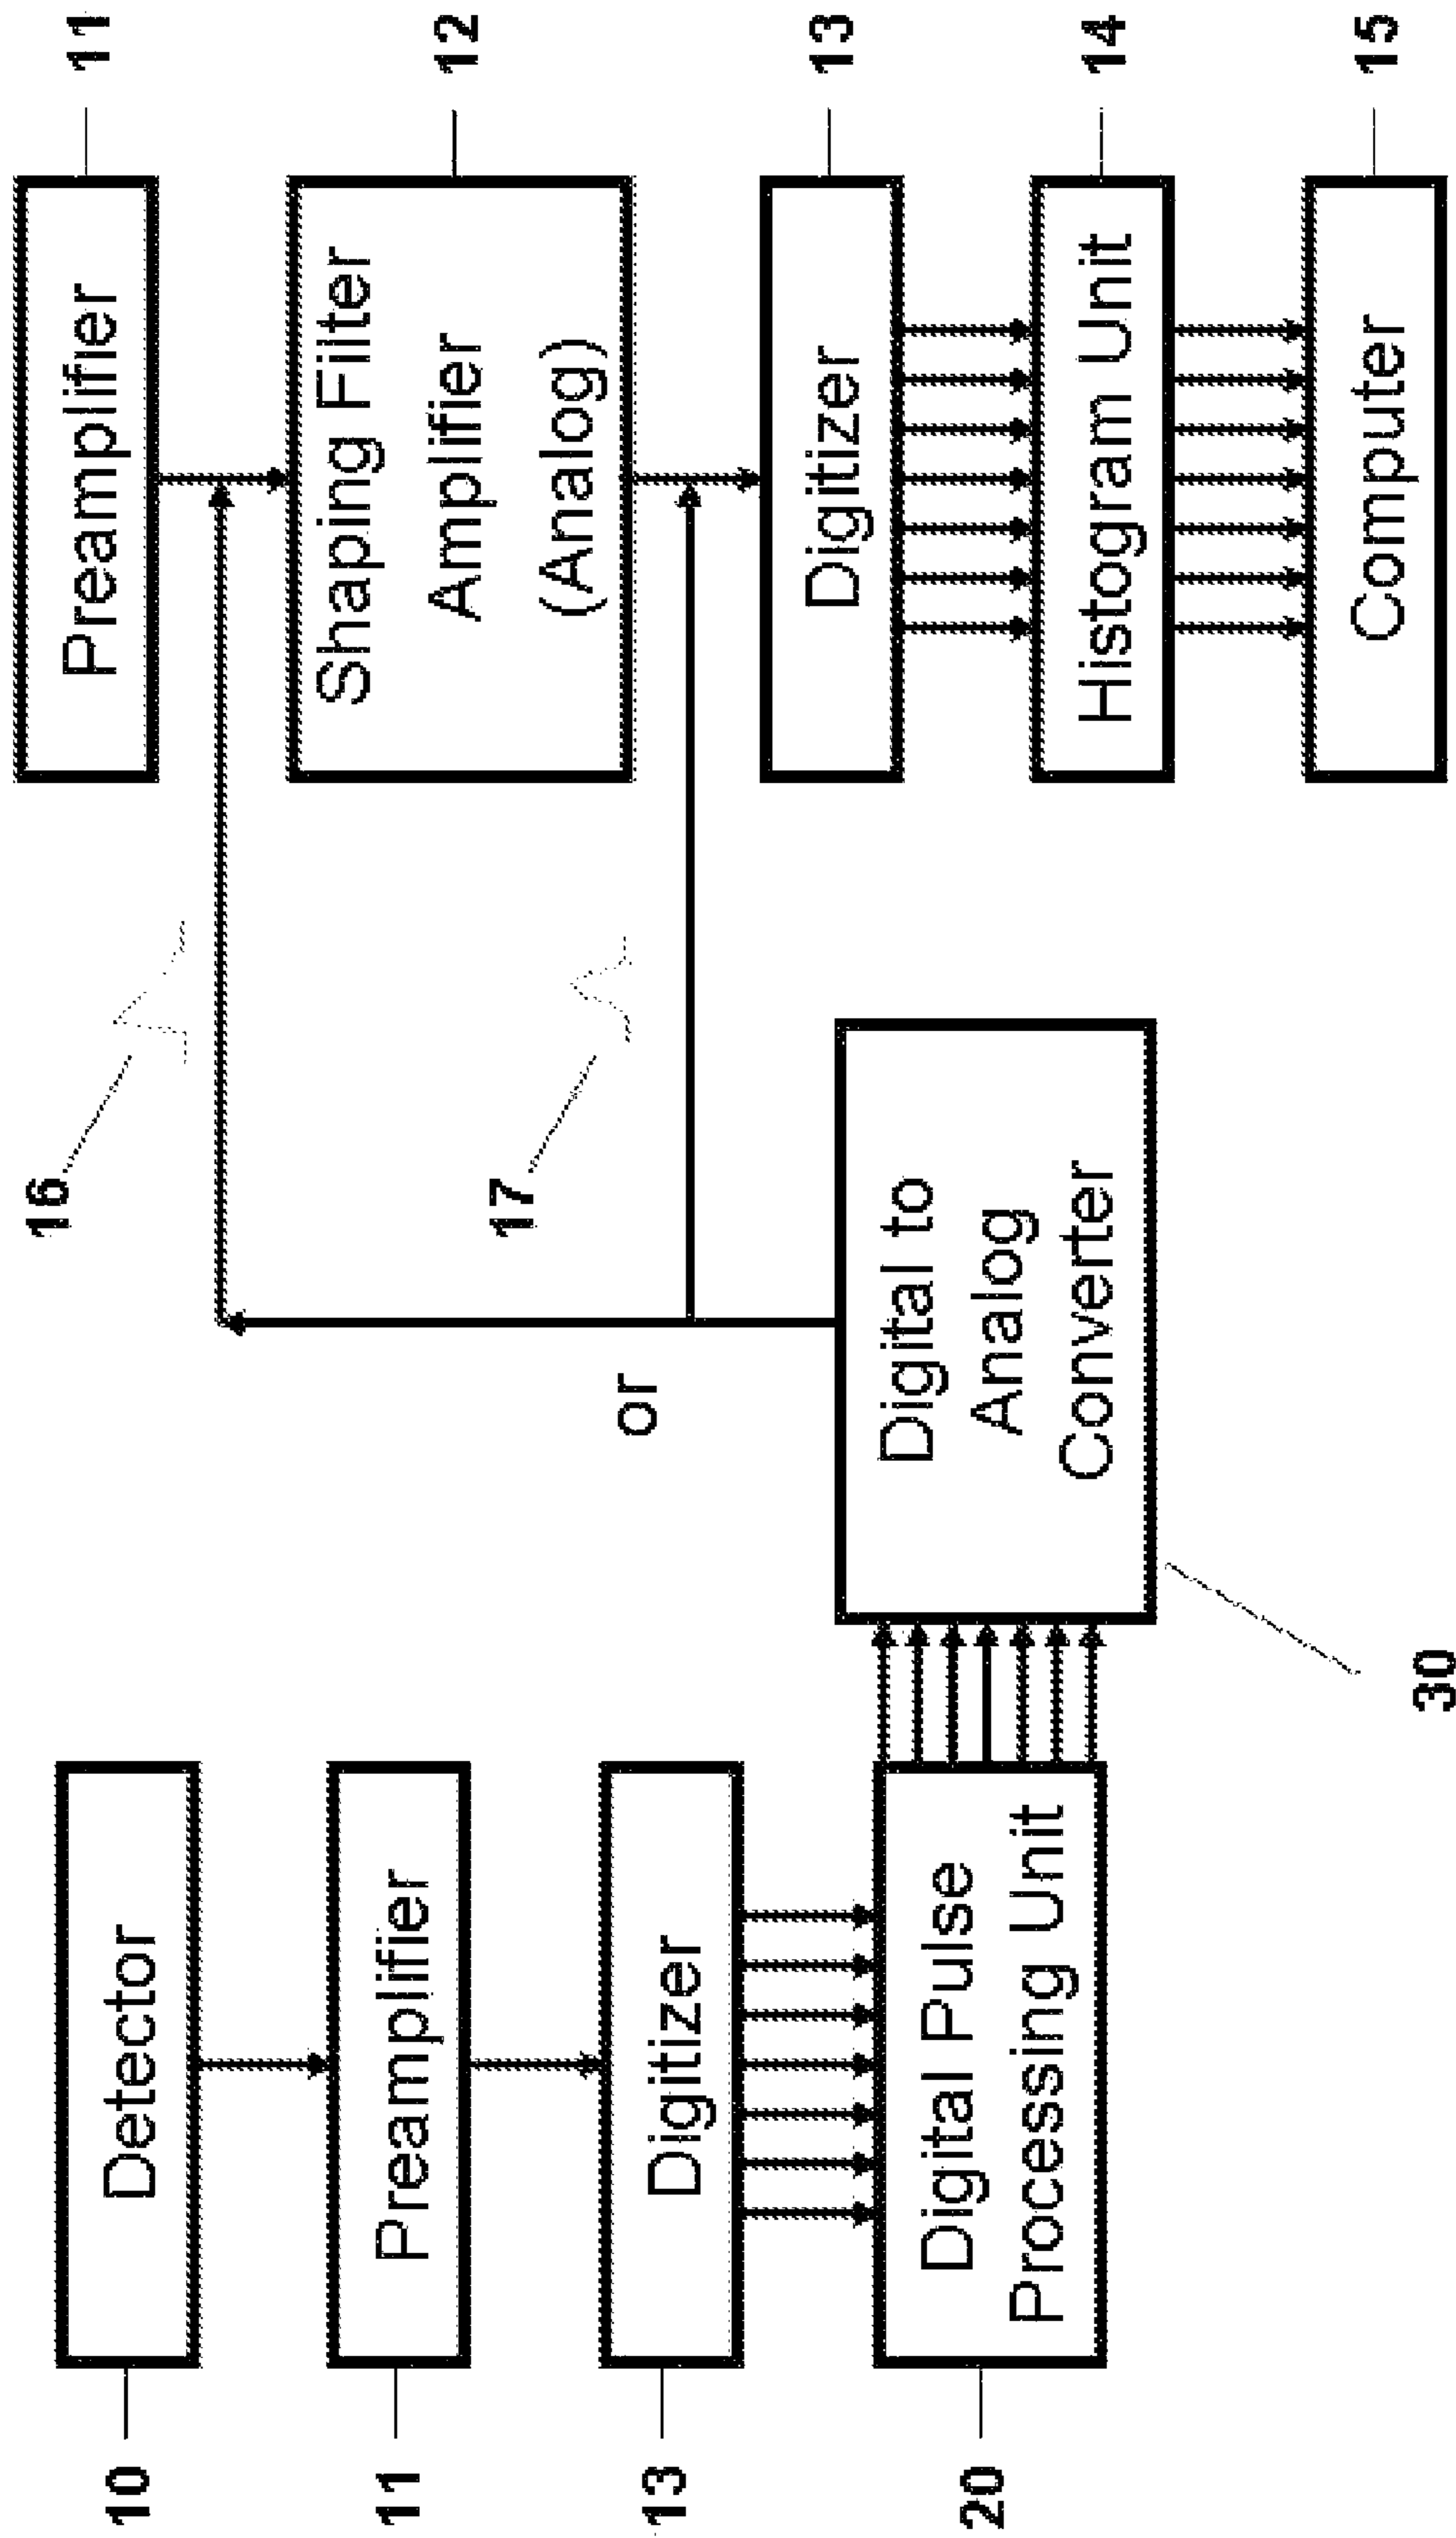 10
Detector
11
Preamplifier
13
Digitizer
20
Digital Pulse
Processing Unit
30
Digital to
Analog
Converter
or
16
17
Preamplifier
11
Shaping Filter
Amplifier
(Analog)
12
Digitizer
13
Histogram Unit
14
Computer
15